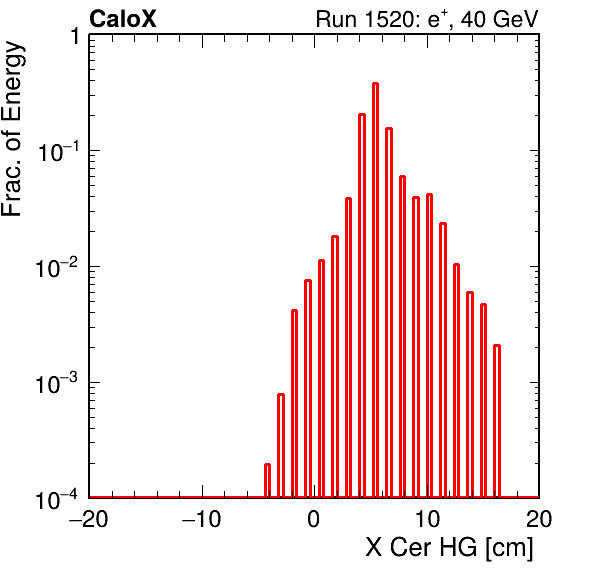 CaloX Run 1520: e⁺, 40 GeV
Frac. of Energy
1
10⁻¹
10⁻²
10⁻³
10⁻⁴
−20 −10 0 10 20
X Cer HG [cm]